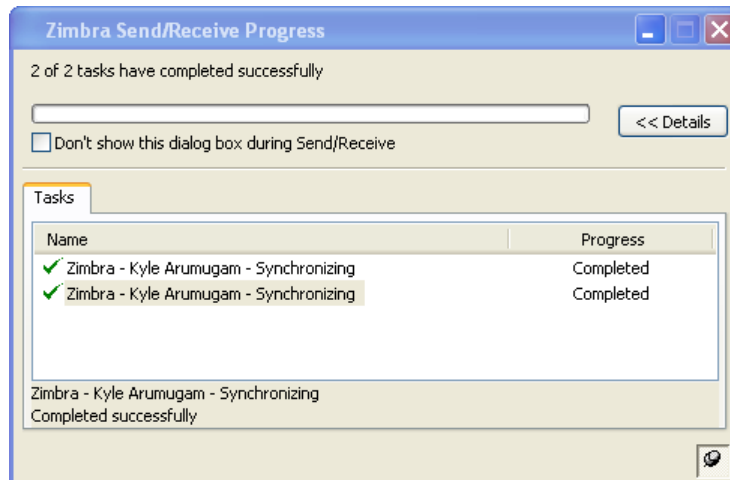 Zimbra Send/Receive Progress
2 of 2 tasks have completed successfully
<< Details
Don't show this dialog box during Send/Receive
Tasks
Name Progress
Zimbra - Kyle Arumugam - Synchronizing Completed
Zimbra - Kyle Arumugam - Synchronizing Completed
Zimbra - Kyle Arumugam - Synchronizing
Completed successfully